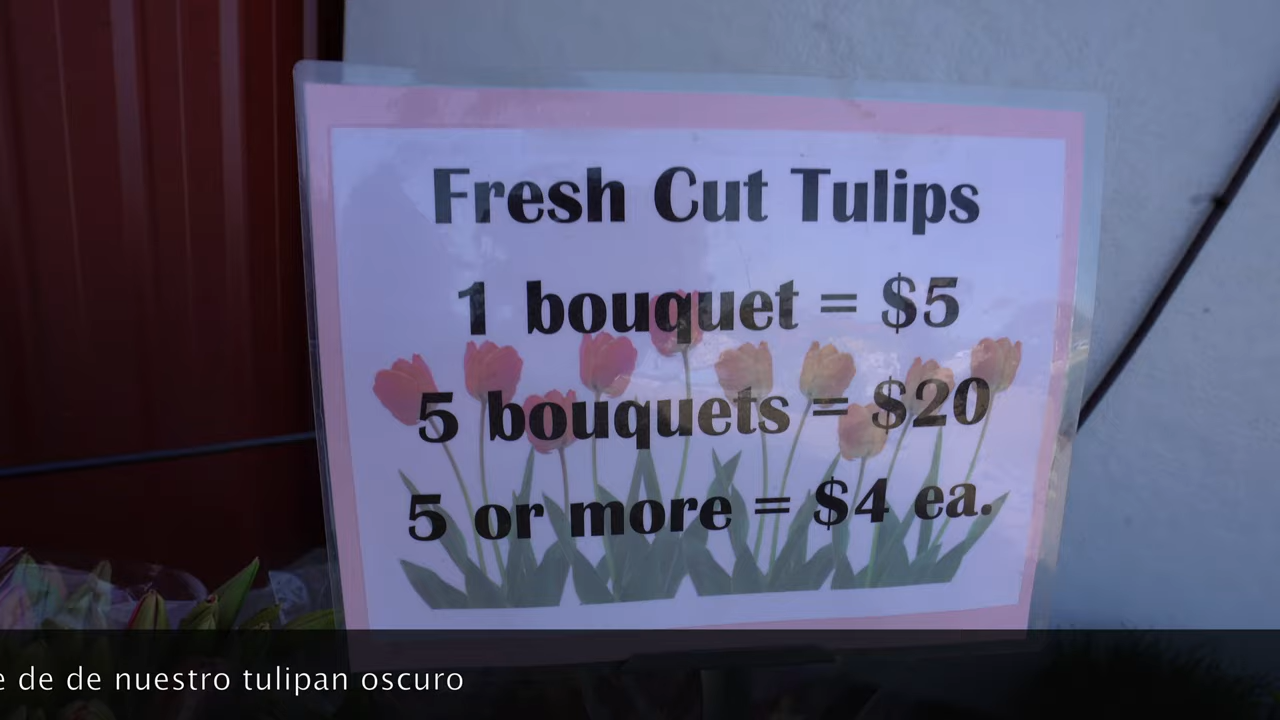 Fresh Cut Tulips
1 bouquet = $5
5 bouquets = $20
5 or more = $4 ea.
e de de nuestro tulipan oscuro